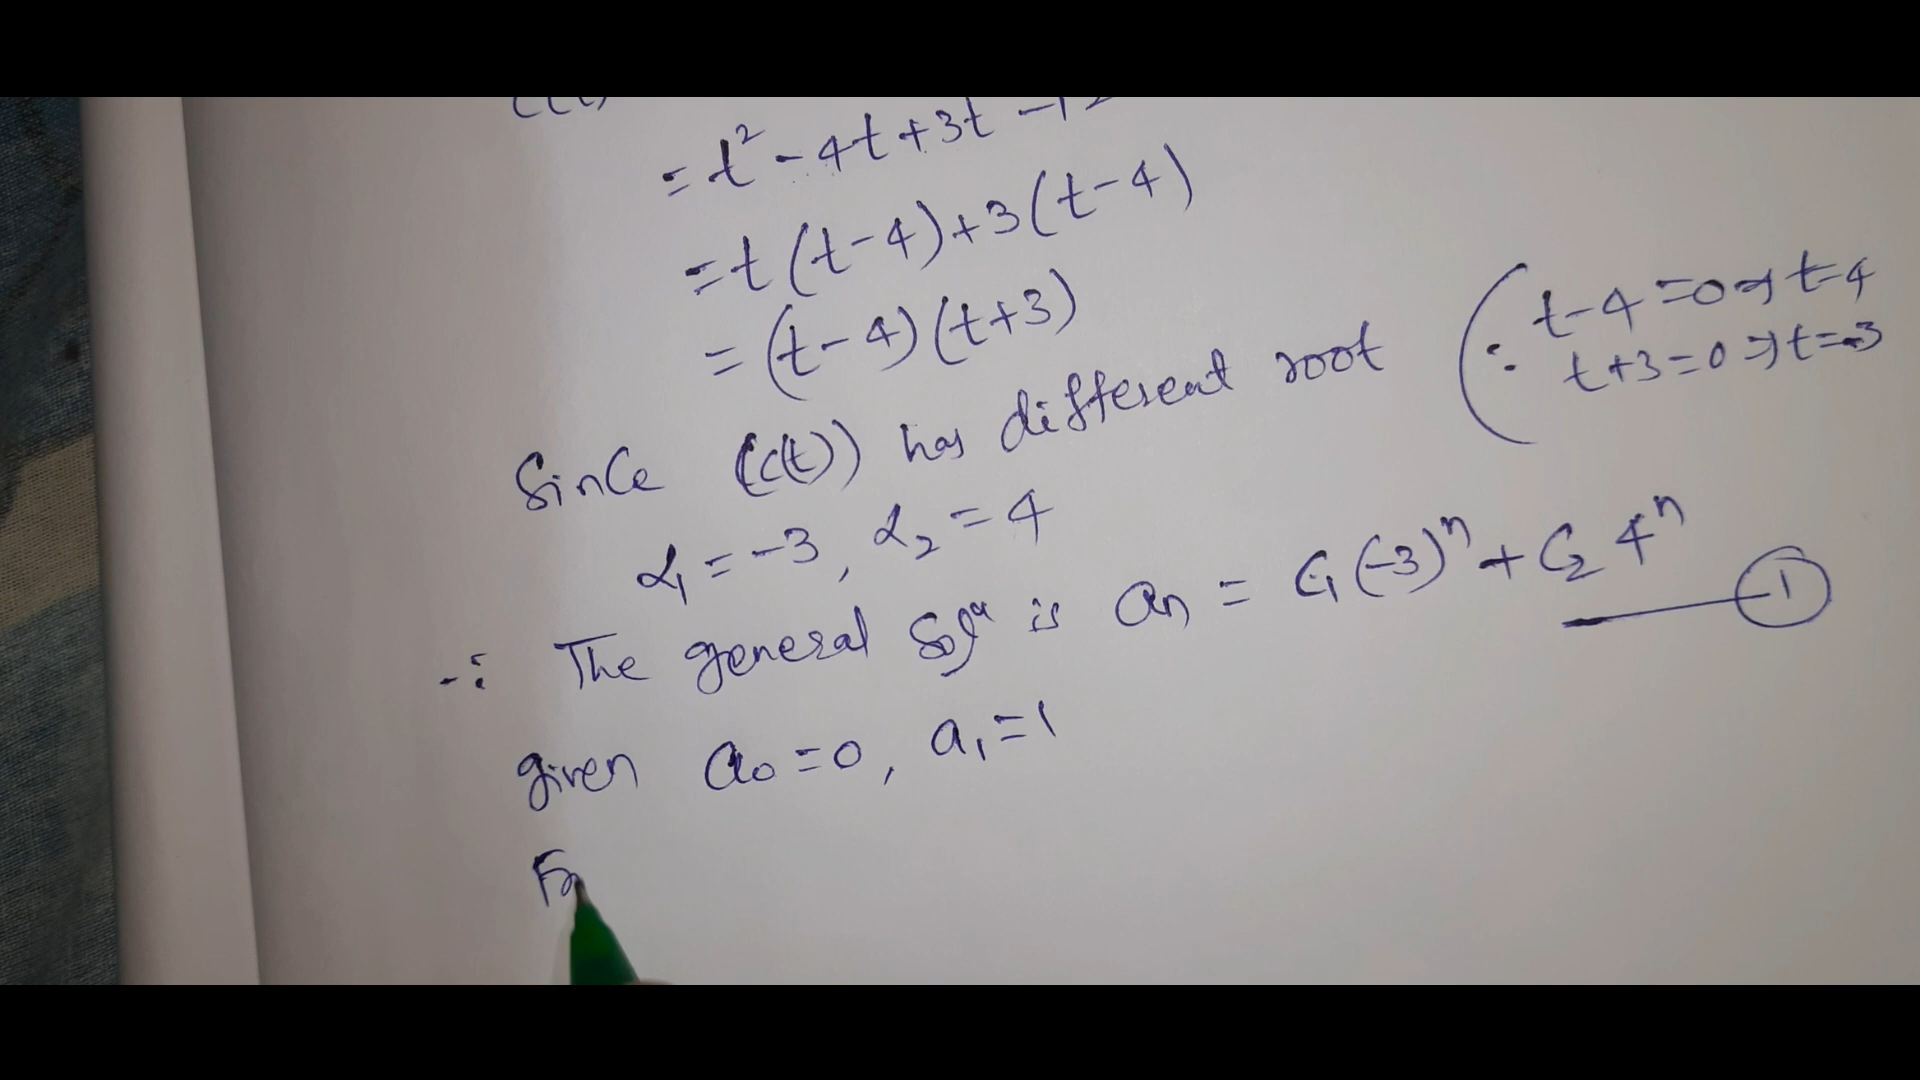 = t² - 4t + 3t - 12
= t (t-4) + 3 (t-4)
= (t-4) (t+3)
Since (C(t)) has different root (∵ t-4 = 0 ⇒ t=4
t+3 = 0 ⇒ t=-3
α₁ = -3, α₂ = 4
∴ The general Solⁿ is an = C₁ (-3)ⁿ + C₂ 4ⁿ
1
given a₀ = 0, a₁ = 1